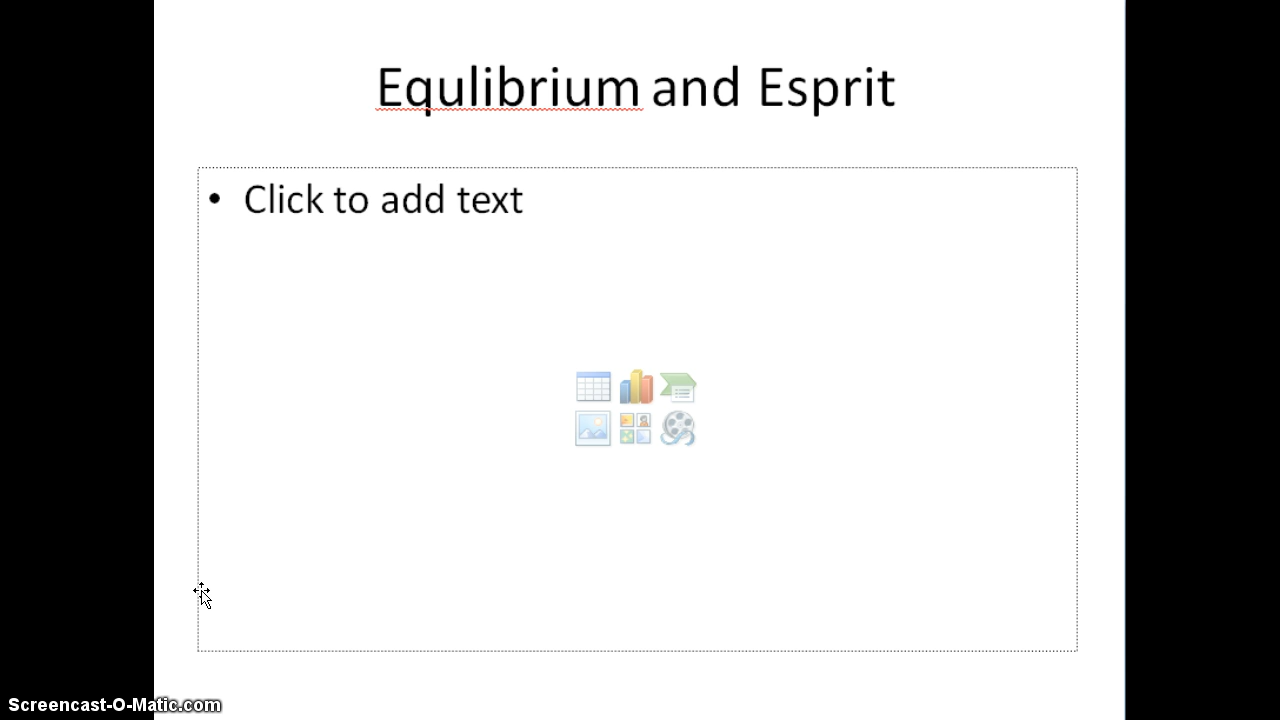 Equlibrium and Esprit
• Click to add text
Screencast-O-Matic.com